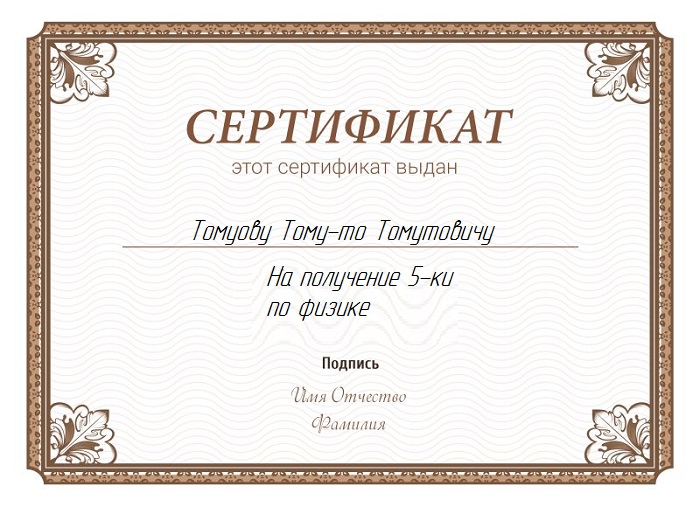 СЕРТИФИКАТ
этот сертификат выдан
Томуову Тому-то Томутовичу
На получение 5-ки
по физике
Подпись
Имя Отчество
Фамилия